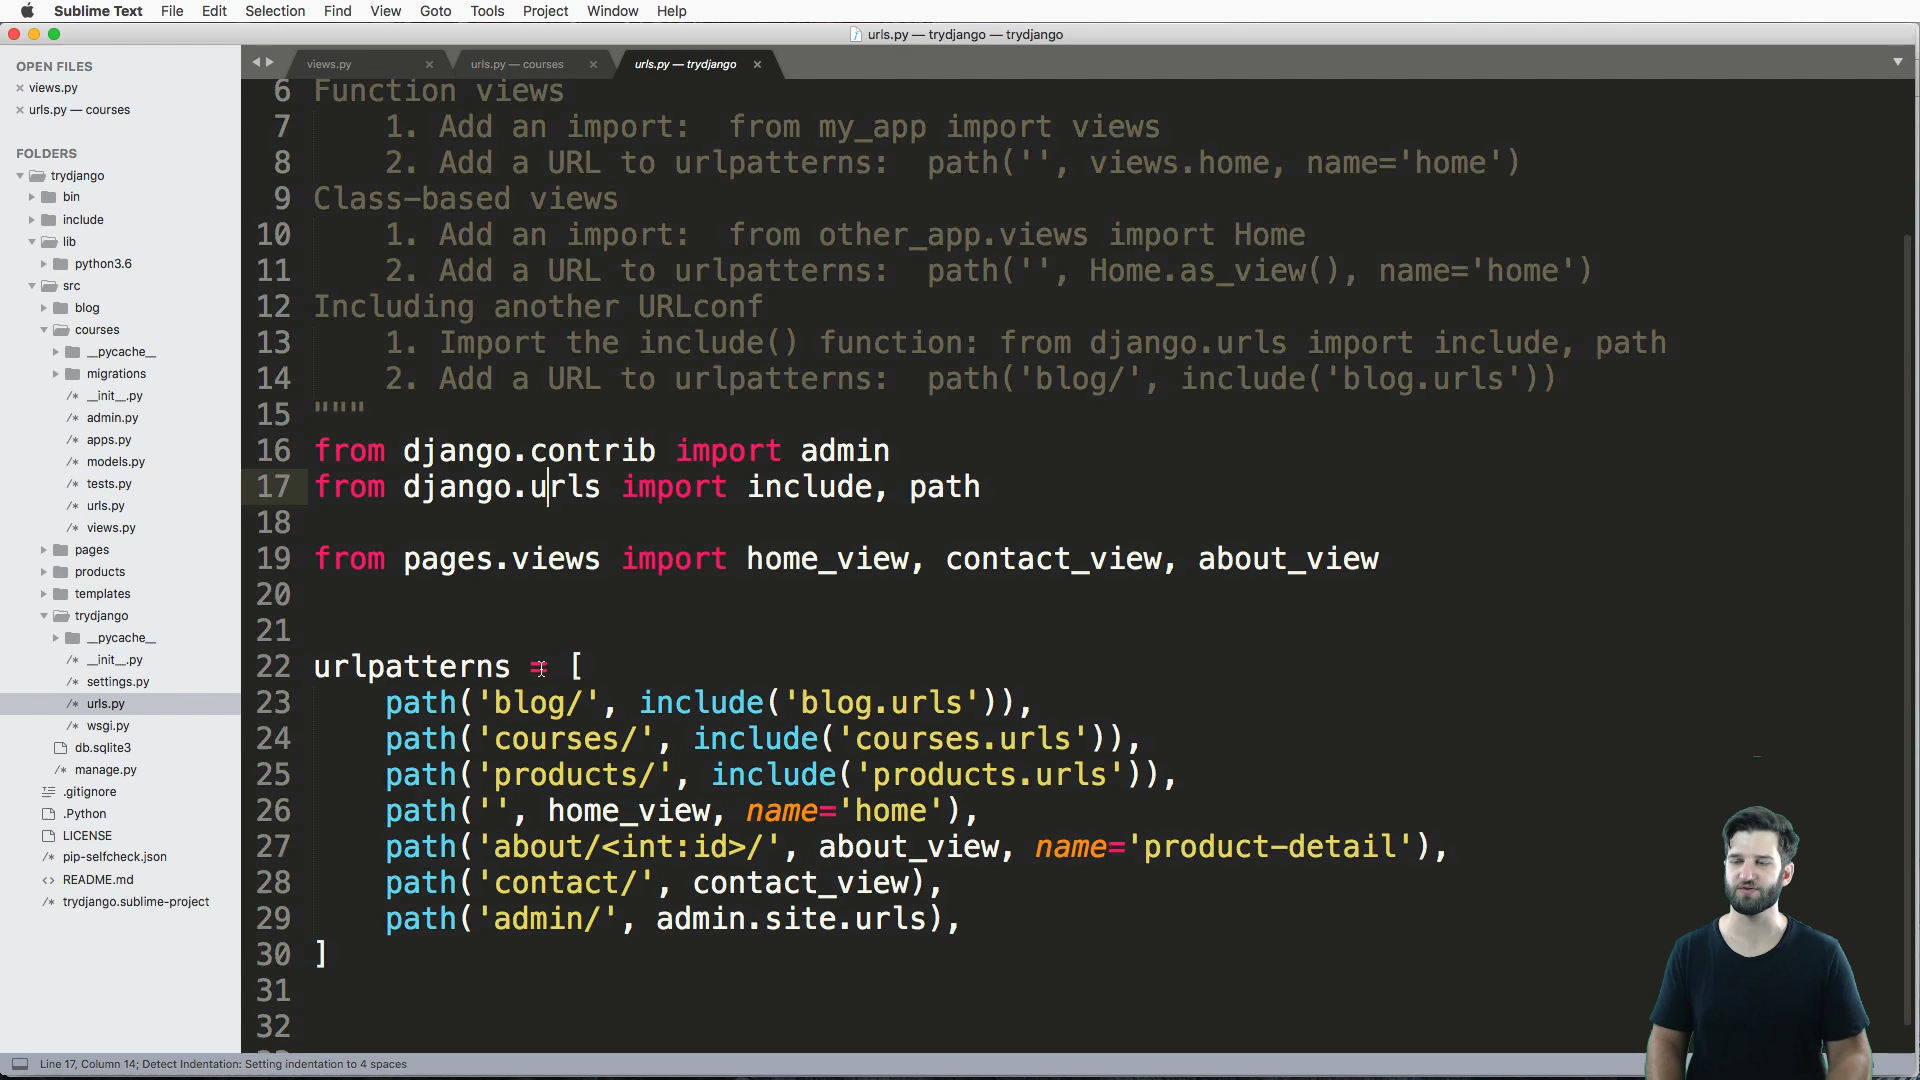 Sublime Text File Edit Selection Find View Goto Tools Project Window Help
urls.py — trydjango — trydjango
OPEN FILES
views.py
urls.py — courses
FOLDERS
trydjango
bin
include
lib
python3.6
src
blog
courses
__pycache__
migrations
__init__.py
admin.py
apps.py
models.py
tests.py
urls.py
views.py
pages
products
templates
trydjango
__pycache__
__init__.py
settings.py
urls.py
wsgi.py
db.sqlite3
manage.py
.gitignore
.Python
LICENSE
pip-selfcheck.json
README.md
trydjango.sublime-project
views.py urls.py — courses urls.py — trydjango
6 Function views
7     1. Add an import:  from my_app import views
8     2. Add a URL to urlpatterns:  path('', views.home, name='home')
9 Class-based views
10     1. Add an import:  from other_app.views import Home
11     2. Add a URL to urlpatterns:  path('', Home.as_view(), name='home')
12 Including another URLconf
13     1. Import the include() function: from django.urls import include, path
14     2. Add a URL to urlpatterns:  path('blog/', include('blog.urls'))
15 """
16 from django.contrib import admin
17 from django.urls import include, path
18
19 from pages.views import home_view, contact_view, about_view
20
21
22 urlpatterns = [
23     path('blog/', include('blog.urls')),
24     path('courses/', include('courses.urls')),
25     path('products/', include('products.urls')),
26     path('', home_view, name='home'),
27     path('about/<int:id>/', about_view, name='product-detail'),
28     path('contact/', contact_view),
29     path('admin/', admin.site.urls),
30 ]
31
32
Line 17, Column 14; Detect Indentation: Setting indentation to 4 spaces